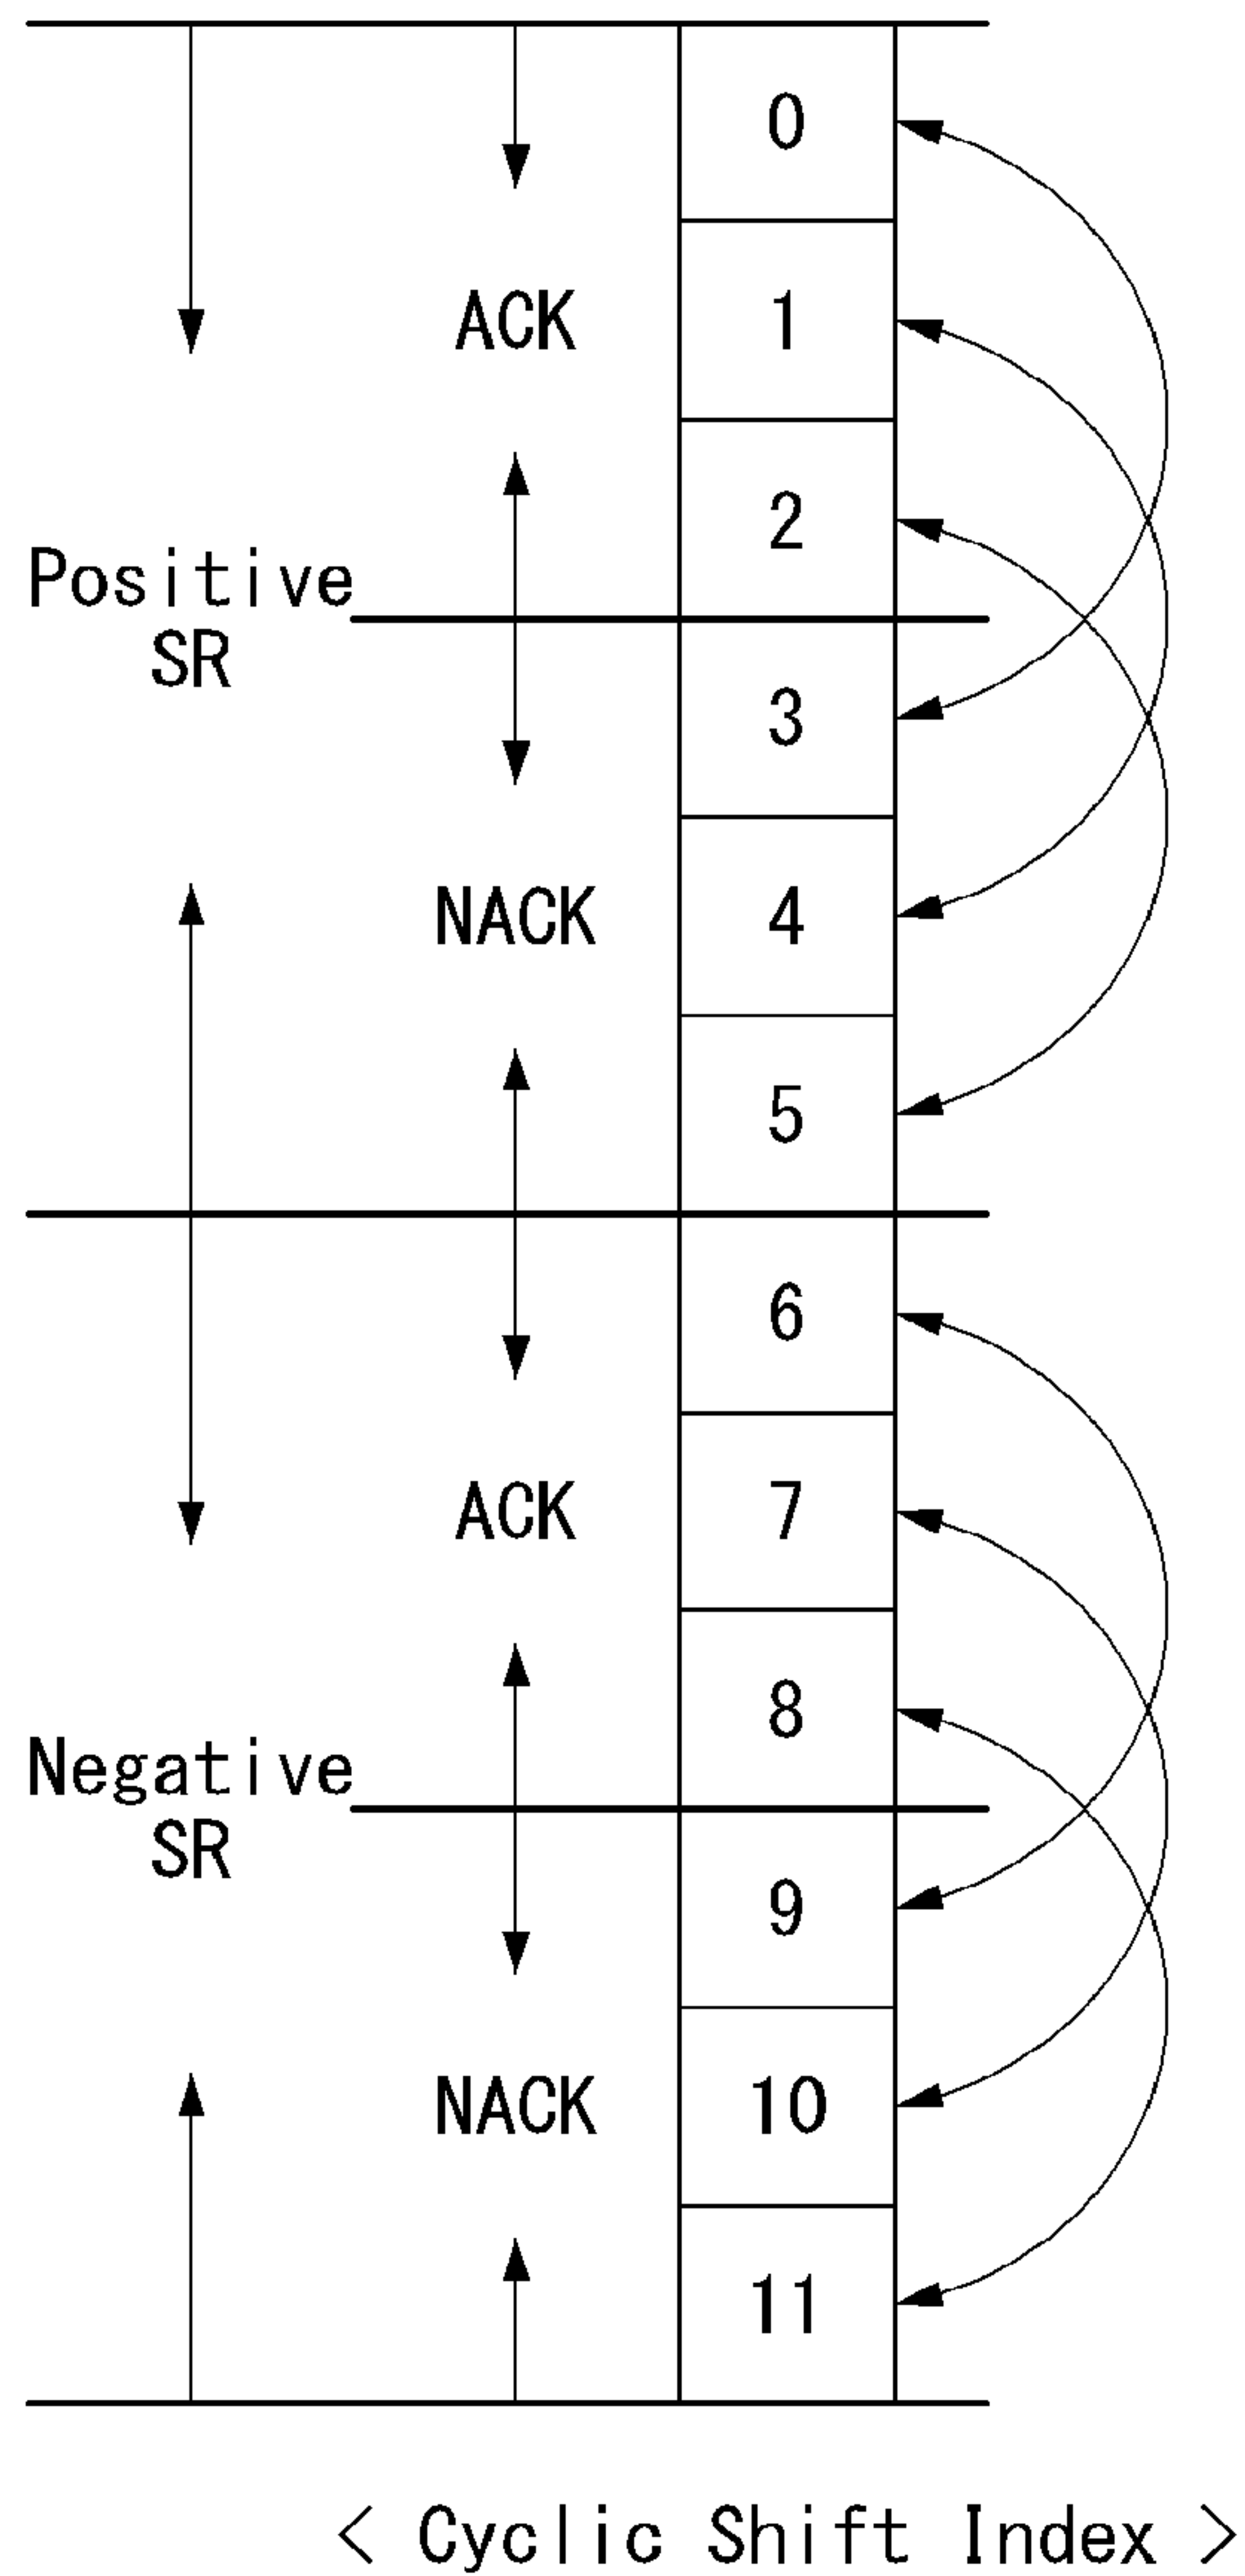 0
ACK
1
2
Positive
SR
3
NACK
4
5
6
ACK
7
8
Negative
SR
9
NACK
10
11
< Cyclic Shift Index >